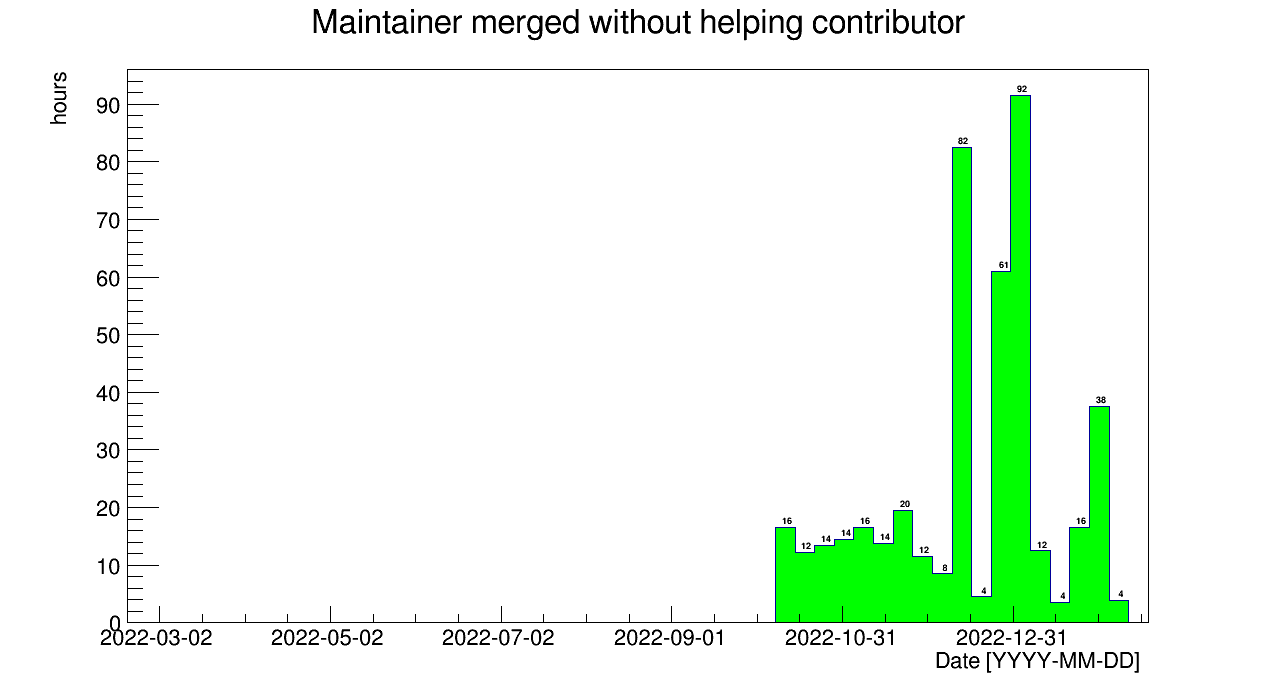 Maintainer merged without helping contributor
hours
90
80
70
60
50
40
30
20
10
0
16 12 14 14 16 14 20 12 8 82 4 61 92 12 4 16 38 4
2022-03-02 2022-05-02 2022-07-02 2022-09-01 2022-10-31 2022-12-31
Date [YYYY-MM-DD]